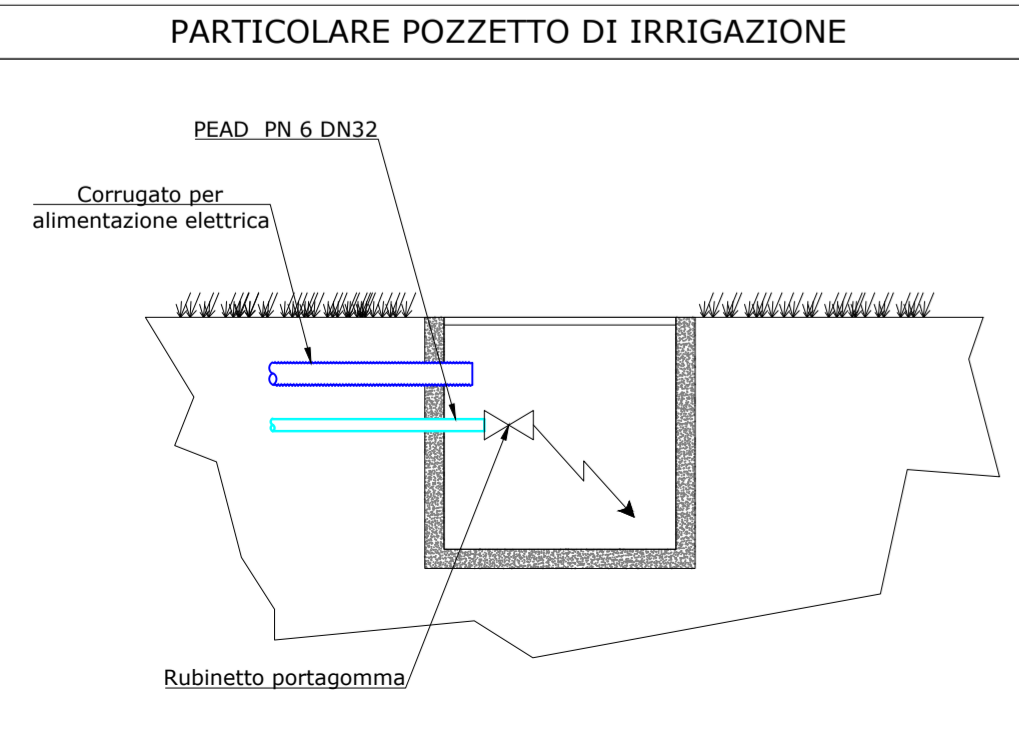 PARTICOLARE POZZETTO DI IRRIGAZIONE
PEAD PN 6 DN32
Corrugato per
alimentazione elettrica
Rubinetto portagomma